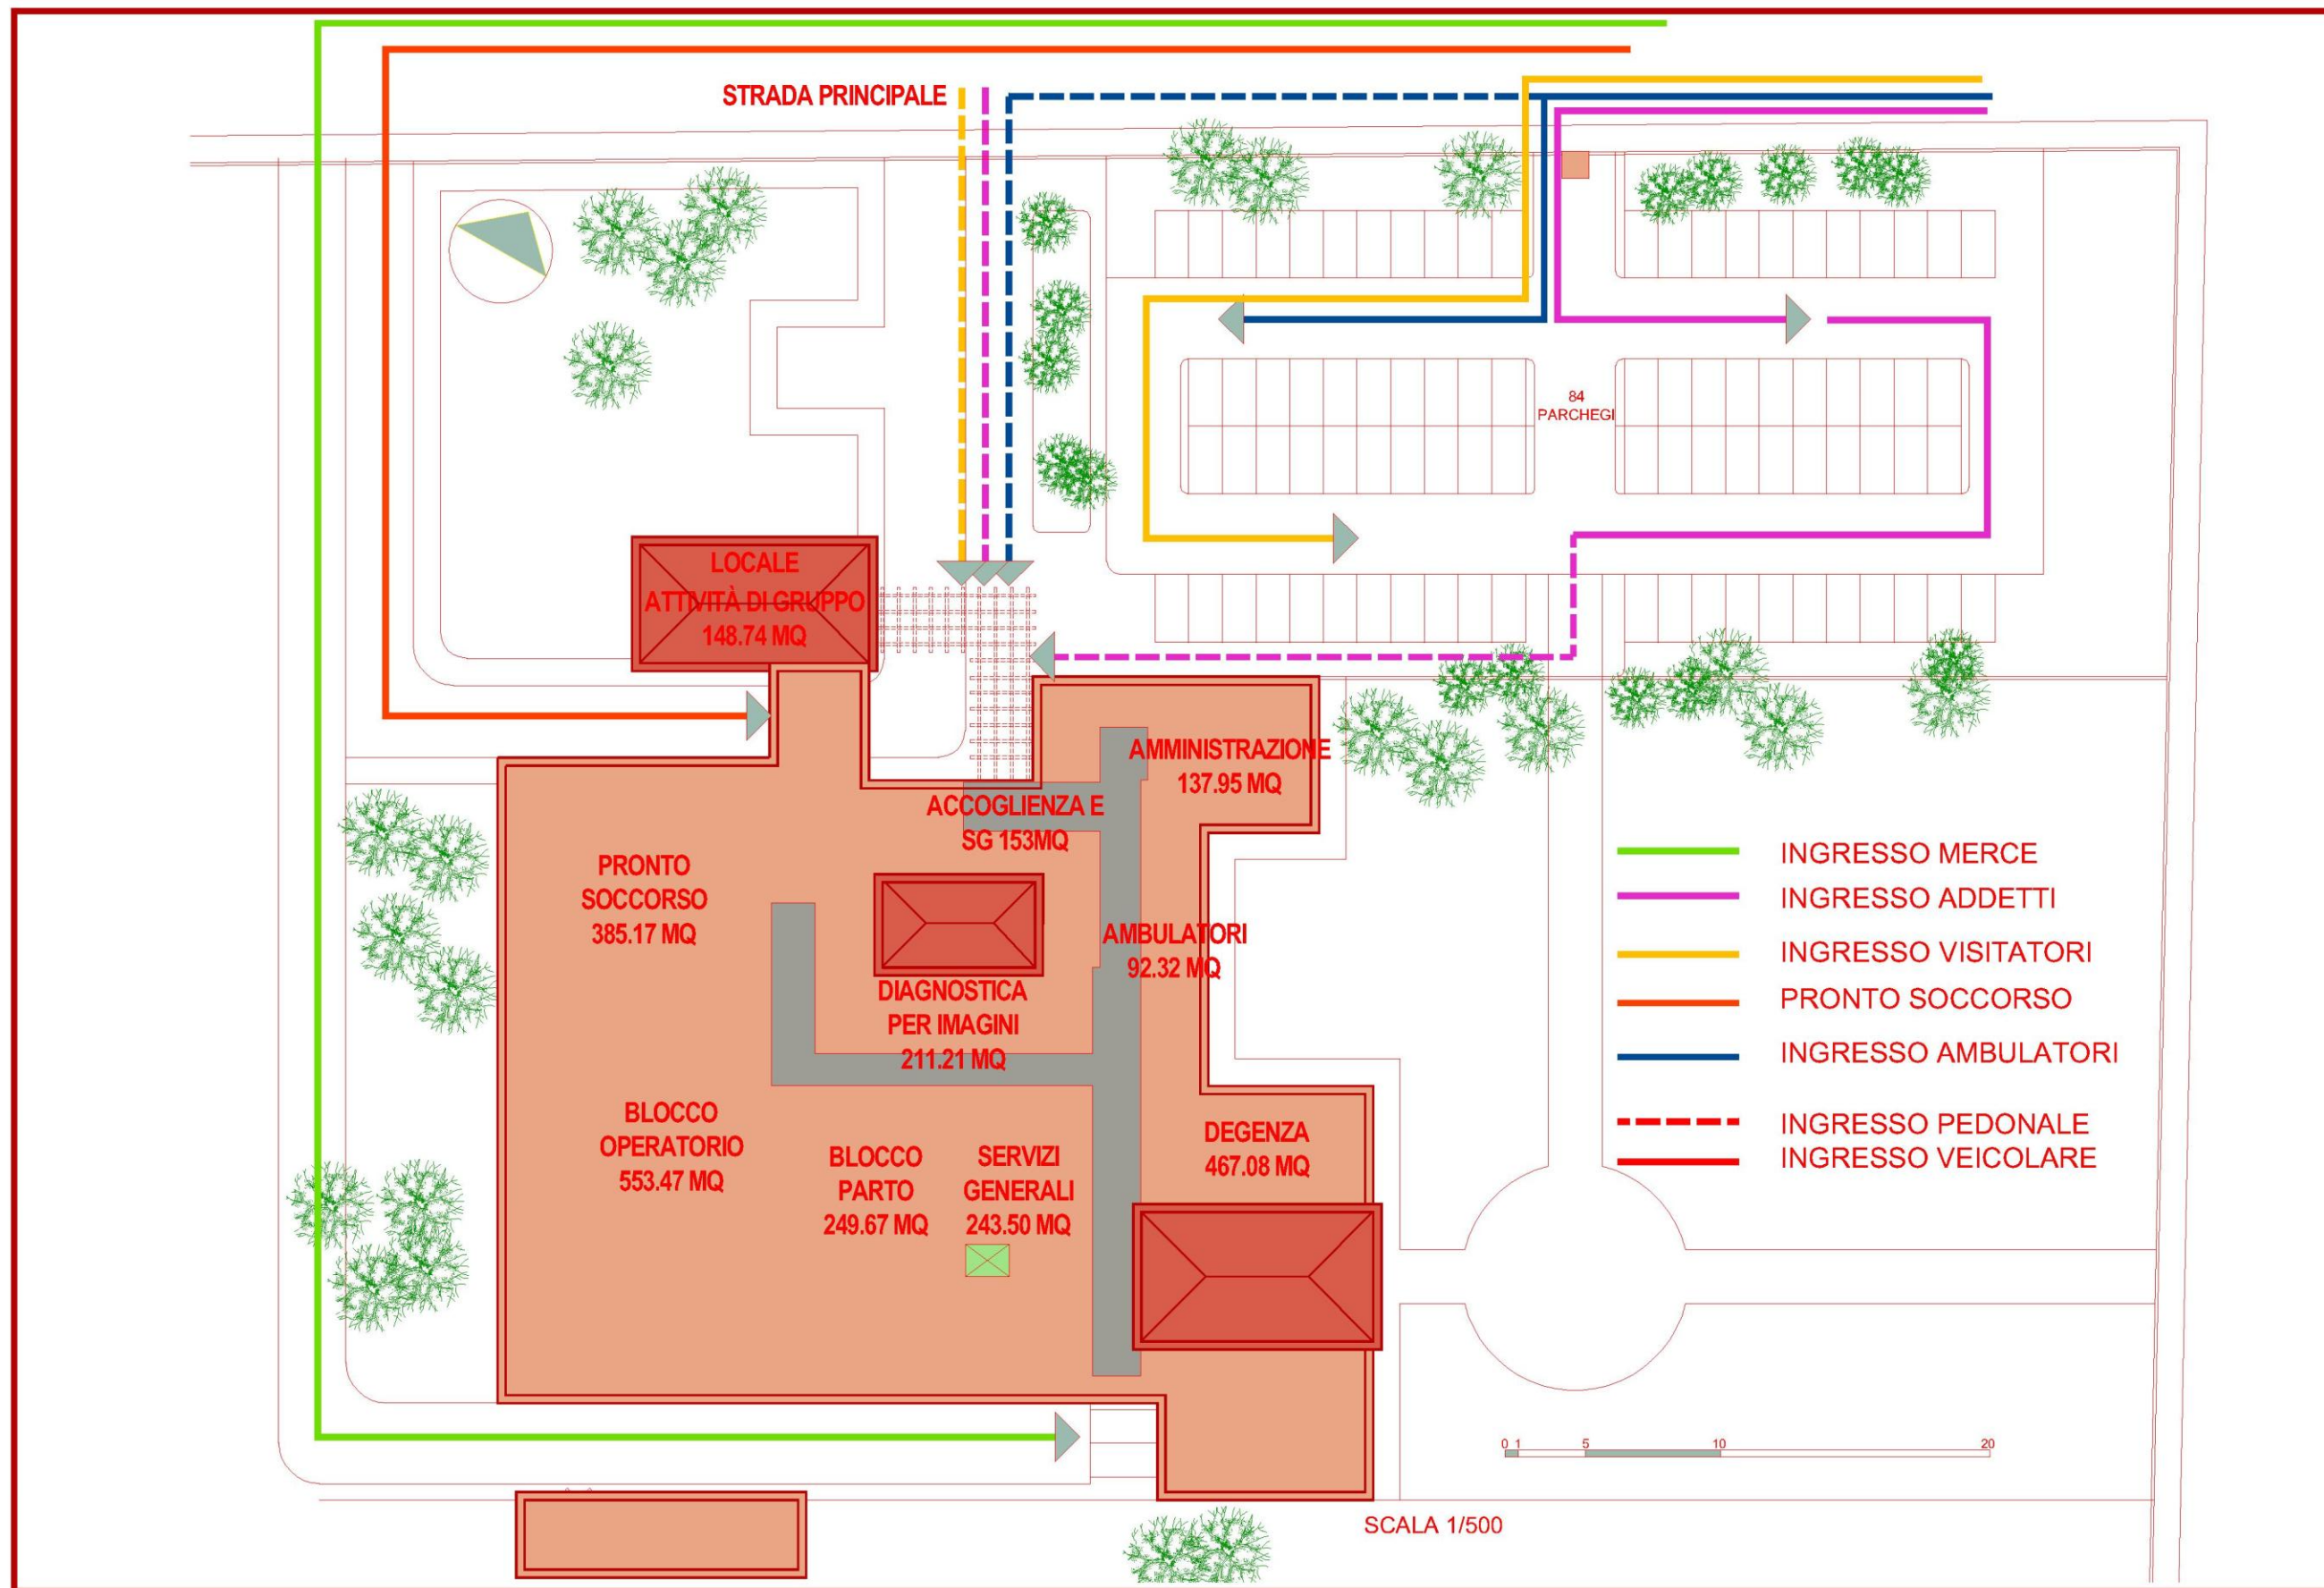 STRADA PRINCIPALE
84
PARCHEGI
LOCALE
ATTIVITÀ DI GRUPPO
148.74 MQ
AMMINISTRAZIONE
137.95 MQ
ACCOGLIENZA E
SG 153MQ
PRONTO
SOCCORSO
385.17 MQ
AMBULATORI
92.32 MQ
DIAGNOSTICA
PER IMAGINI
211.21 MQ
BLOCCO
OPERATORIO
553.47 MQ
BLOCCO
PARTO
249.67 MQ
SERVIZI
GENERALI
243.50 MQ
DEGENZA
467.08 MQ
INGRESSO MERCE
INGRESSO ADDETTI
INGRESSO VISITATORI
PRONTO SOCCORSO
INGRESSO AMBULATORI
INGRESSO PEDONALE
INGRESSO VEICOLARE
0 1 5 10 20
SCALA 1/500